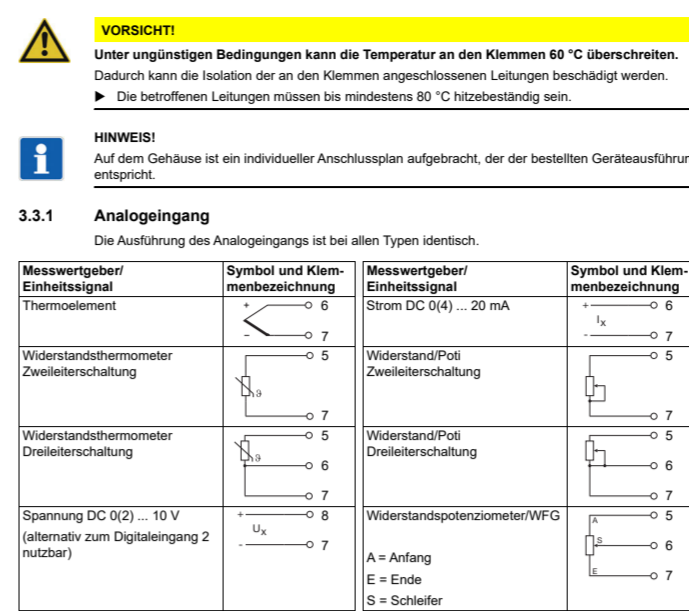 VORSICHT!
Unter ungünstigen Bedingungen kann die Temperatur an den Klemmen 60 °C überschreiten.
Dadurch kann die Isolation der an den Klemmen angeschlossenen Leitungen beschädigt werden.
▶ Die betroffenen Leitungen müssen bis mindestens 80 °C hitzebeständig sein.
i
HINWEIS!
Auf dem Gehäuse ist ein individueller Anschlussplan aufgebracht, der der bestellten Geräteausführun
entspricht.
3.3.1 Analogeingang
Die Ausführung des Analogeingangs ist bei allen Typen identisch.
Messwertgeber/
Einheitssignal
Symbol und Klem-
menbezeichnung
Thermoelement
+ 6
- 7
Widerstandsthermometer
Zweileiterschaltung
5
ϑ
7
Widerstandsthermometer
Dreileiterschaltung
5
ϑ
6
7
Spannung DC 0(2) ... 10 V
(alternativ zum Digitaleingang 2
nutzbar)
+ 8
Ux
- 7
Messwertgeber/
Einheitssignal
Symbol und Klem-
menbezeichnung
Strom DC 0(4) ... 20 mA
+ 6
Ix
- 7
Widerstand/Poti
Zweileiterschaltung
5
7
Widerstand/Poti
Dreileiterschaltung
5
6
7
Widerstandspotenziometer/WFG
A = Anfang
E = Ende
S = Schleifer
A 5
S 6
E 7